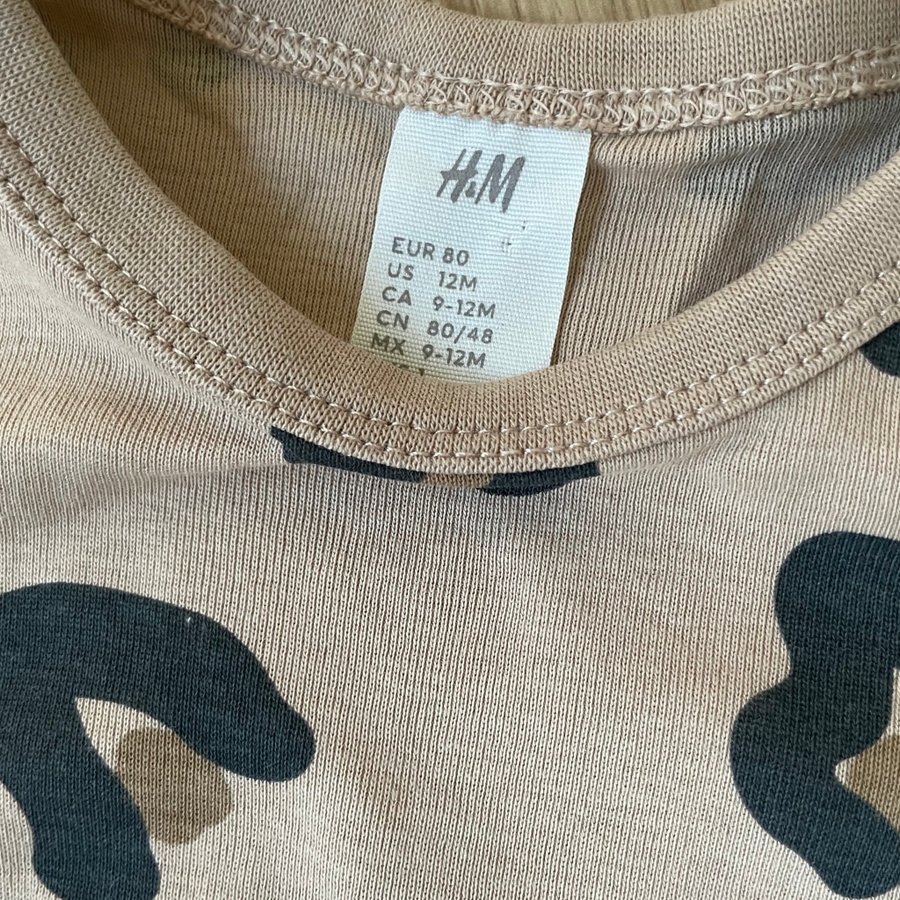 H&M
EUR 80
US 12M
CA 9-12M
CN 80/48
MX 9-12M